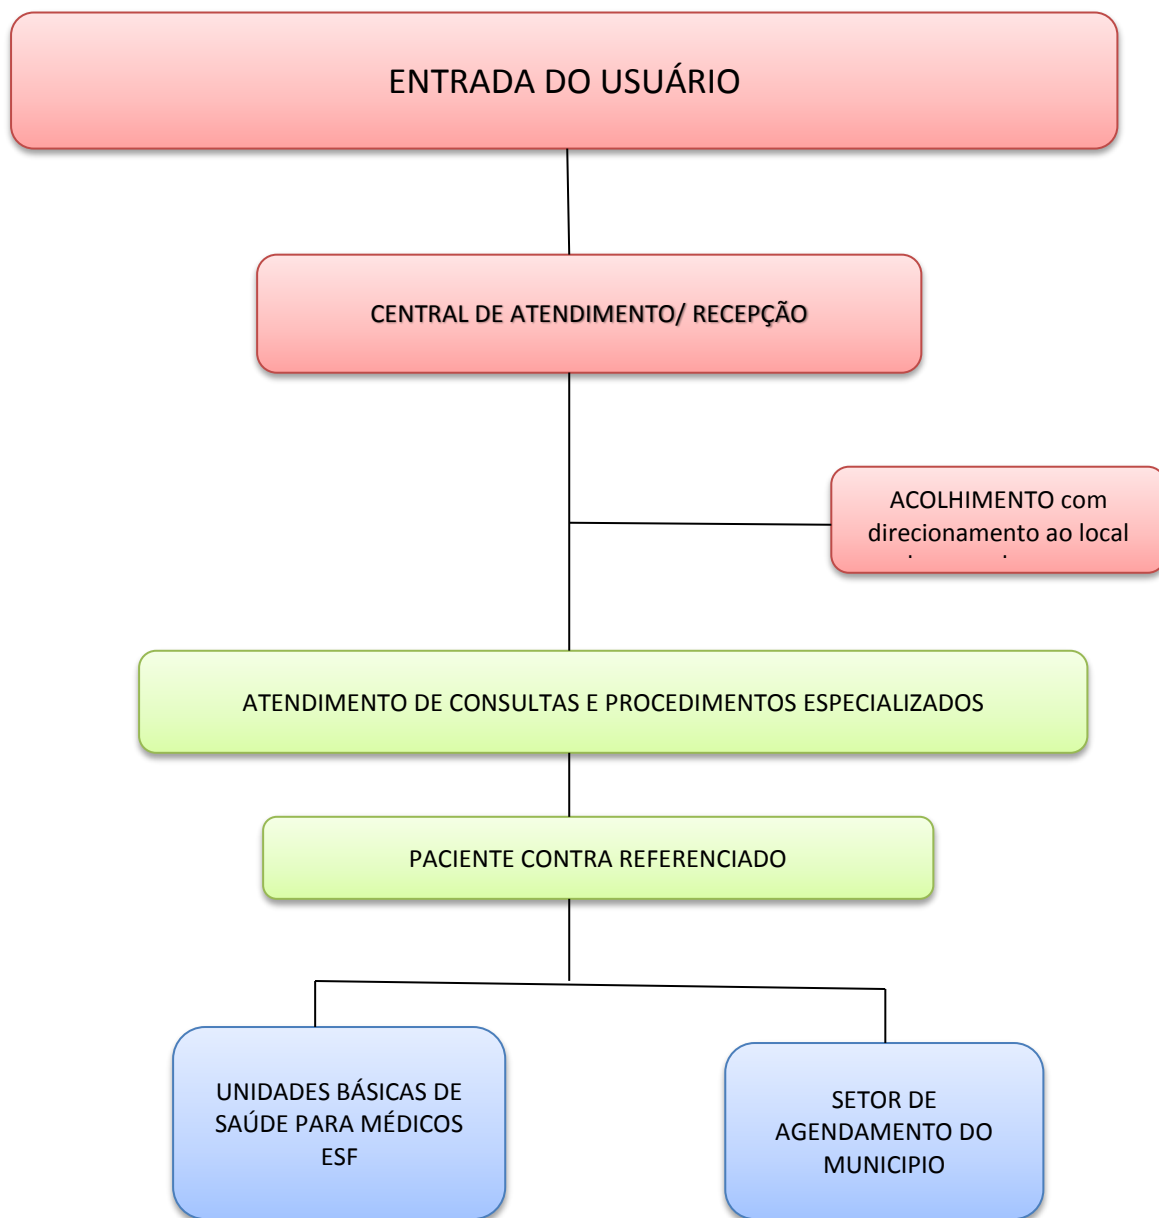 ENTRADA DO USUÁRIO
CENTRAL DE ATENDIMENTO/ RECEPÇÃO
ACOLHIMENTO com
direcionamento ao local
ATENDIMENTO DE CONSULTAS E PROCEDIMENTOS ESPECIALIZADOS
PACIENTE CONTRA REFERENCIADO
UNIDADES BÁSICAS DE
SAÚDE PARA MÉDICOS
ESF
SETOR DE
AGENDAMENTO DO
MUNICIPIO